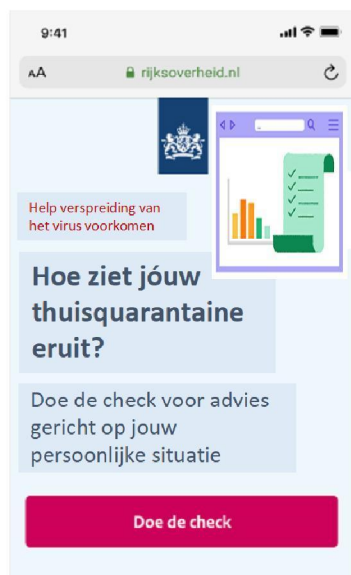 9:41
AA
rijksoverheid.nl
Help verspreiding van
het virus voorkomen
Hoe ziet jóuw
thuisquarantaine
eruit?
Doe de check voor advies
gericht op jouw
persoonlijke situatie
Doe de check